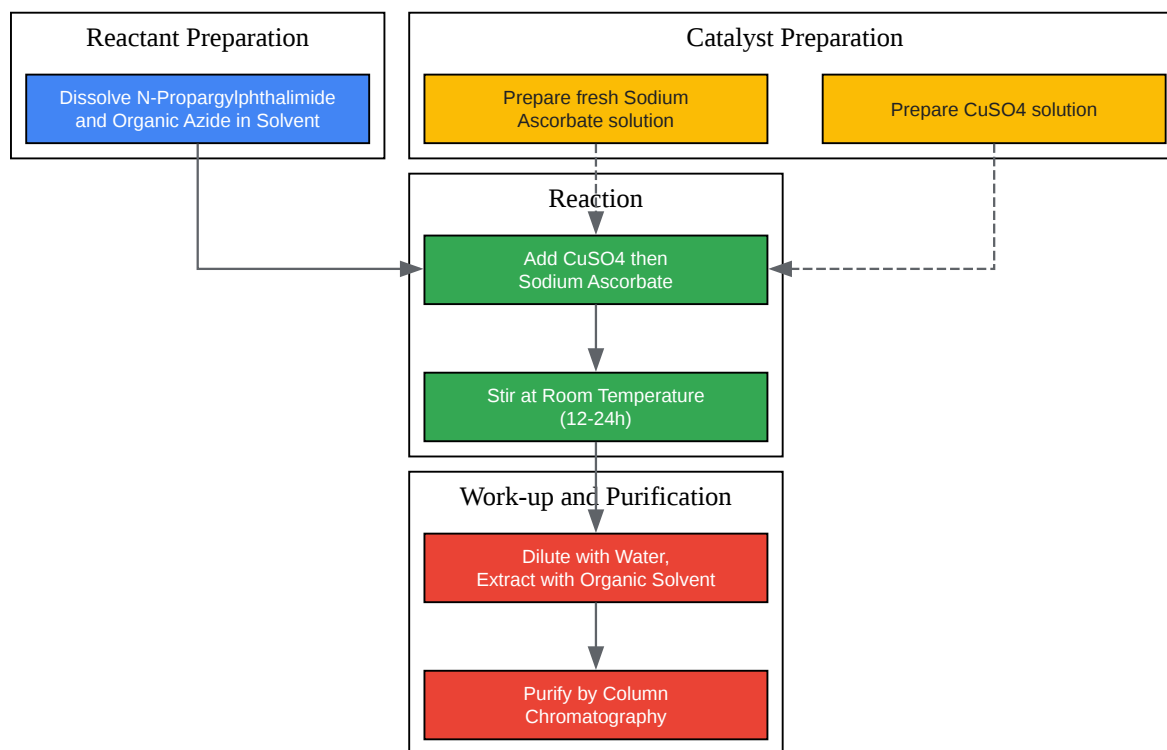 Reactant Preparation
Catalyst Preparation
Dissolve N-Propargylphthalimide
and Organic Azide in Solvent
Prepare fresh Sodium
Ascorbate solution
Prepare CuSO4 solution
Reaction
Add CuSO4 then
Sodium Ascorbate
Stir at Room Temperature
(12-24h)
Work-up and Purification
Dilute with Water,
Extract with Organic Solvent
Purify by Column
Chromatography